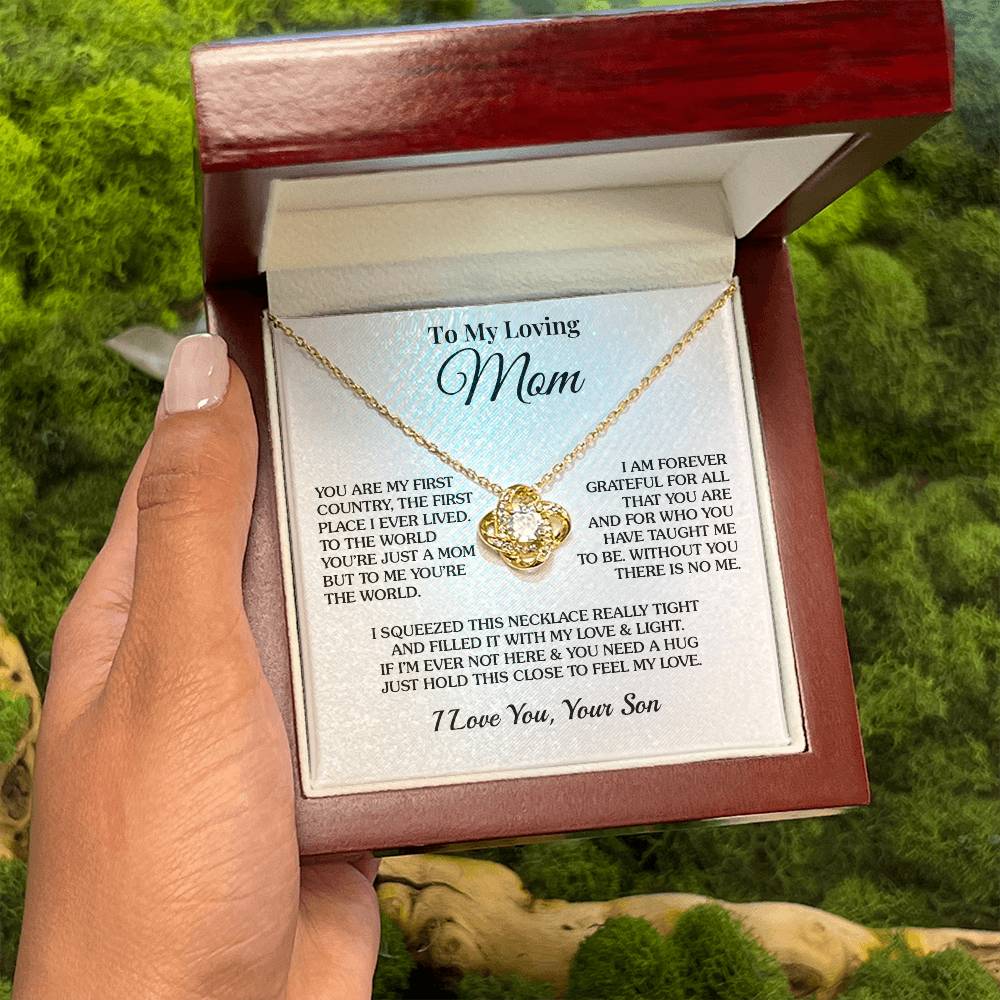 To My Loving
Mom
YOU ARE MY FIRST
COUNTRY, THE FIRST
PLACE I EVER LIVED.
TO THE WORLD
YOU'RE JUST A MOM
BUT TO ME YOU'RE
THE WORLD.
I AM FOREVER
GRATEFUL FOR ALL
THAT YOU ARE
AND FOR WHO YOU
HAVE TAUGHT ME
TO BE. WITHOUT YOU
THERE IS NO ME.
I SQUEEZED THIS NECKLACE REALLY TIGHT
AND FILLED IT WITH MY LOVE & LIGHT.
IF I'M EVER NOT HERE & YOU NEED A HUG
JUST HOLD THIS CLOSE TO FEEL MY LOVE.
I Love You, Your Son